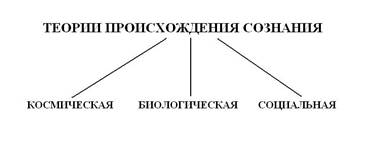 ТЕОРИИ ПРОИСХОЖДЕНИЯ СОЗНАНИЯ
КОСМИЧЕСКАЯ БИОЛОГИЧЕСКАЯ СОЦИАЛЬНАЯ